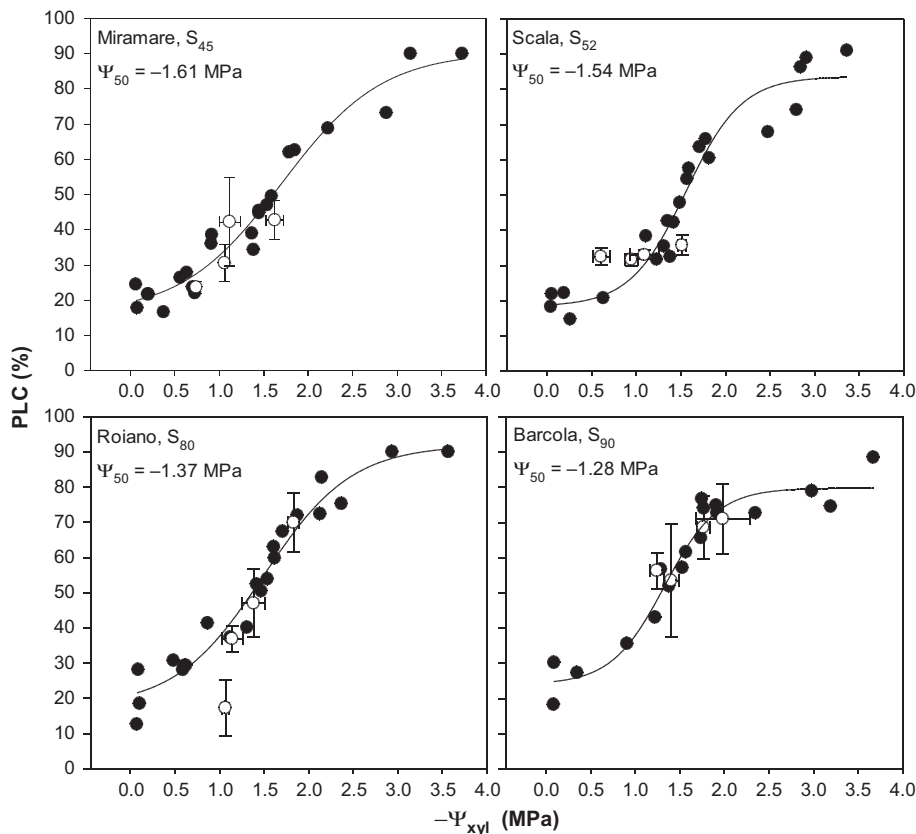 Miramare, S45
Ψ50 = –1.61 MPa
100
90
80
70
60
50
40
30
20
10
0
0.0 0.5 1.0 1.5 2.0 2.5 3.0 3.5 4.0
Scala, S52
Ψ50 = –1.54 MPa
0.0 0.5 1.0 1.5 2.0 2.5 3.0 3.5 4.0
PLC (%)
Roiano, S80
Ψ50 = –1.37 MPa
100
90
80
70
60
50
40
30
20
10
0
0.0 0.5 1.0 1.5 2.0 2.5 3.0 3.5 4.0
Barcola, S90
Ψ50 = –1.28 MPa
0.0 0.5 1.0 1.5 2.0 2.5 3.0 3.5 4.0
–Ψxyl (MPa)